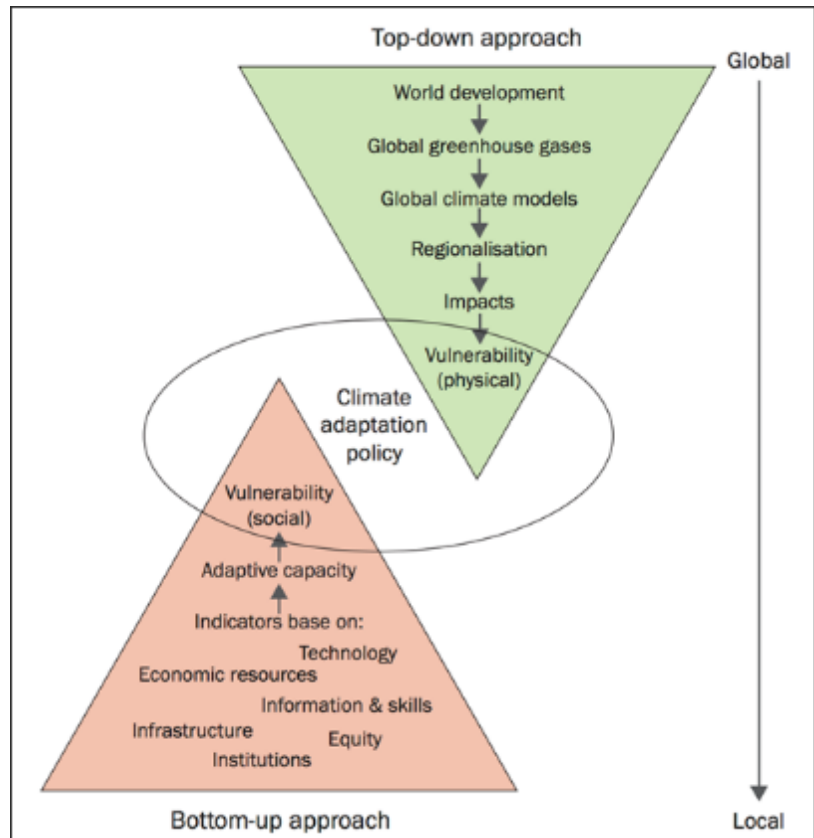 Top-down approach
Global
World development
Global greenhouse gases
Global climate models
Regionalisation
Impacts
Vulnerability
(physical)
Climate
adaptation
policy
Vulnerability
(social)
Adaptive capacity
Indicators base on:
Technology
Economic resources
Information & skills
Infrastructure
Equity
Institutions
Bottom-up approach
Local